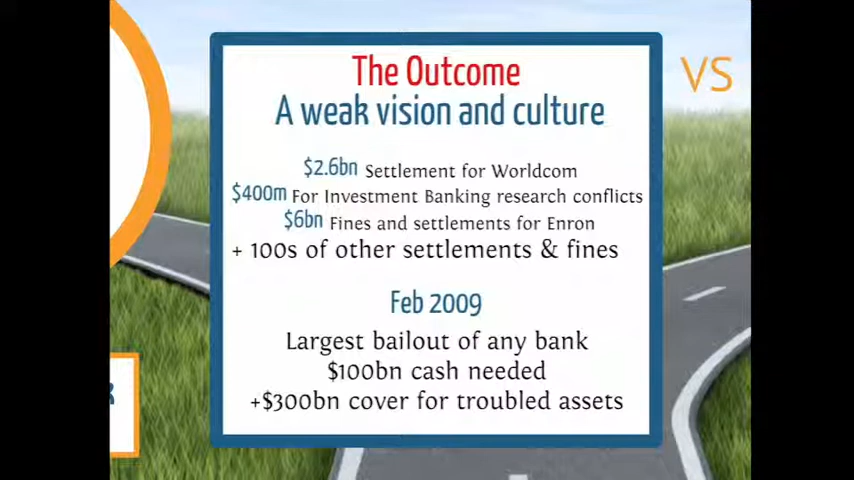 The Outcome
VS
A weak vision and culture
$2.6bn Settlement for Worldcom
$400m For Investment Banking research conflicts
$6bn Fines and settlements for Enron
+ 100s of other settlements & fines
Feb 2009
Largest bailout of any bank
$100bn cash needed
+$300bn cover for troubled assets